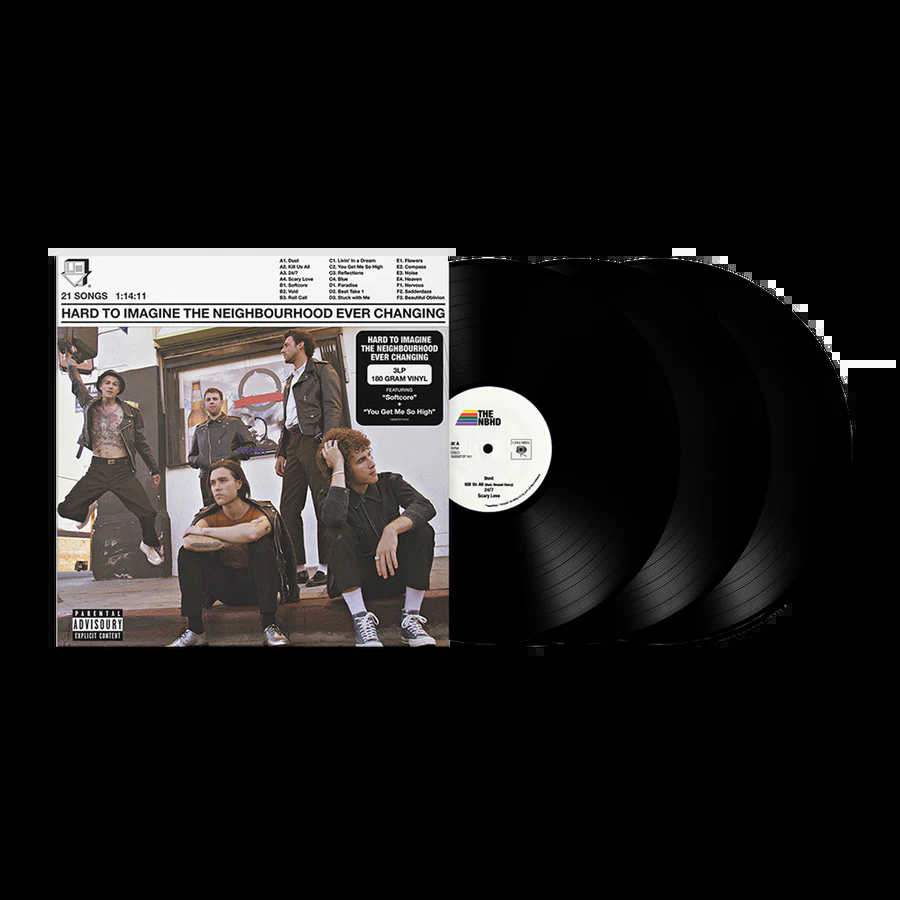 21 SONGS 1:14:11
A1. Dust
A2. Kill Us All
A3. 24/7
A4. Scary Love
B1. Softcore
B2. Void
B3. Roll Call
C1. Livin' In a Dream
C2. You Get Me So High
C3. Reflections
C4. Blue
D1. Paradise
D2. Beat Take 1
D3. Stuck with Me
E1. Flowers
E2. Compass
E3. Noise
E4. Heaven
F1. Nervous
F2. Sadderdaze
F3. Beautiful Oblivion
HARD TO IMAGINE THE NEIGHBOURHOOD EVER CHANGING
HARD TO IMAGINE
THE NEIGHBOURHOOD
EVER CHANGING
3LP
180 GRAM VINYL
FEATURING
"Softcore"
+
"You Get Me So High"
PARENTAL
ADVISOURY
EXPLICIT CONTENT
THE
NBHD
Dust
Kill Us All
24/7
Scary Love